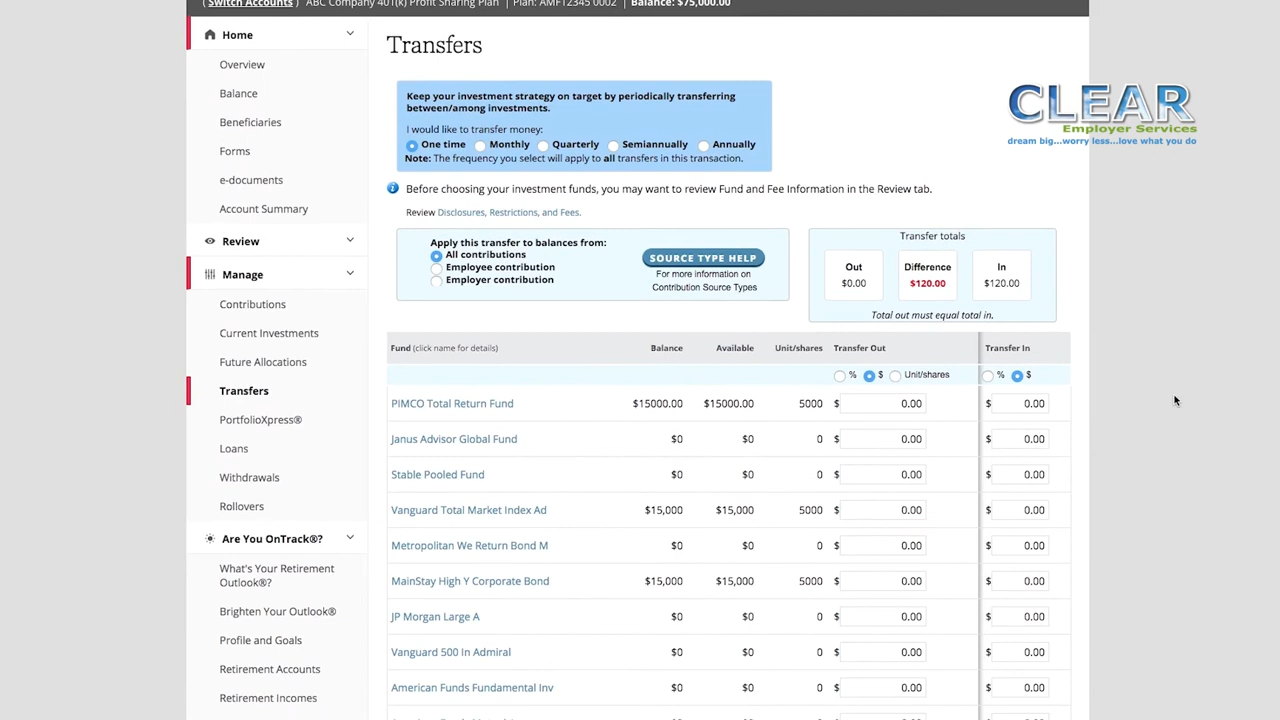 ( Switch Accounts ) ABC Company 401(k) Profit Sharing Plan | Plan: AMF12345 0002 | Balance: $75,000.00
Home
Overview
Balance
Beneficiaries
Forms
e-documents
Account Summary
Review
Manage
Contributions
Current Investments
Future Allocations
Transfers
PortfolioXpress®
Loans
Withdrawals
Rollovers
Are You OnTrack®?
What's Your Retirement
Outlook®?
Brighten Your Outlook®
Profile and Goals
Retirement Accounts
Retirement Incomes
Transfers
Keep your investment strategy on target by periodically transferring
between/among investments.
I would like to transfer money:
One time Monthly Quarterly Semiannually Annually
Note: The frequency you select will apply to all transfers in this transaction.
CLEAR
Employer Services
dream big...worry less...love what you do
Before choosing your investment funds, you may want to review Fund and Fee Information in the Review tab.
Review Disclosures, Restrictions, and Fees.
Apply this transfer to balances from:
All contributions
Employee contribution
Employer contribution
SOURCE TYPE HELP
For more information on
Contribution Source Types
Transfer totals
Out Difference In
$0.00 $120.00 $120.00
Total out must equal total in.
Fund (click name for details) Balance Available Unit/shares Transfer Out Transfer In
% $ Unit/shares % $
PIMCO Total Return Fund $15000.00 $15000.00 5000 $ 0.00 $ 0.00
Janus Advisor Global Fund $0 $0 0 $ 0.00 $ 0.00
Stable Pooled Fund $0 $0 0 $ 0.00 $ 0.00
Vanguard Total Market Index Ad $15,000 $15,000 5000 $ 0.00 $ 0.00
Metropolitan We Return Bond M $0 $0 0 $ 0.00 $ 0.00
MainStay High Y Corporate Bond $15,000 $15,000 5000 $ 0.00 $ 0.00
JP Morgan Large A $0 $0 0 $ 0.00 $ 0.00
Vanguard 500 In Admiral $0 $0 0 $ 0.00 $ 0.00
American Funds Fundamental Inv $0 $0 0 $ 0.00 $ 0.00